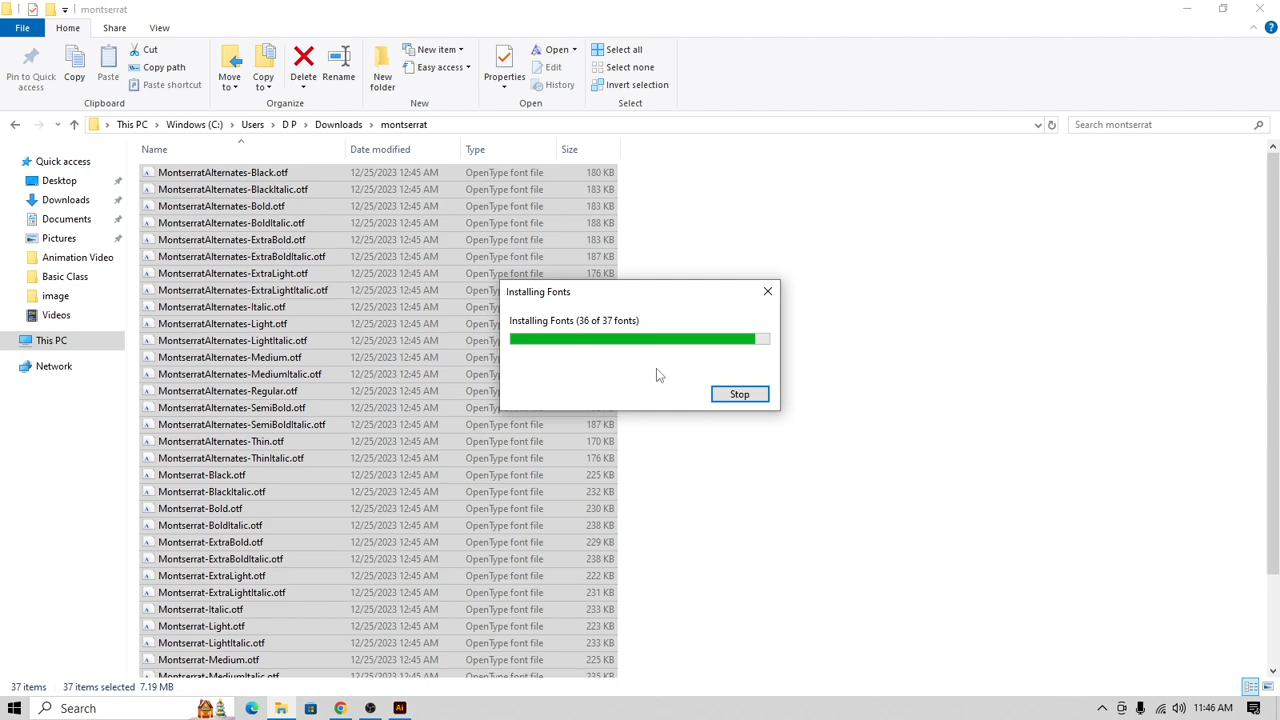 montserrat
File Home Share View
Pin to Quick access
Copy
Paste
Cut
Copy path
Paste shortcut
Clipboard
Move to
Copy to
Delete
Rename
Organize
New folder
New item
Easy access
New
Properties
Open
Edit
History
Open
Select all
Select none
Invert selection
Select
This PC Windows (C:) Users D P Downloads montserrat
Search montserrat
Quick access
Desktop
Downloads
Documents
Pictures
Animation Video
Basic Class
image
Videos
This PC
Network
Name Date modified Type Size
MontserratAlternates-Black.otf 12/25/2023 12:45 AM OpenType font file 180 KB
MontserratAlternates-BlackItalic.otf 12/25/2023 12:45 AM OpenType font file 183 KB
MontserratAlternates-Bold.otf 12/25/2023 12:45 AM OpenType font file 183 KB
MontserratAlternates-BoldItalic.otf 12/25/2023 12:45 AM OpenType font file 188 KB
MontserratAlternates-ExtraBold.otf 12/25/2023 12:45 AM OpenType font file 183 KB
MontserratAlternates-ExtraBoldItalic.otf 12/25/2023 12:45 AM OpenType font file 187 KB
MontserratAlternates-ExtraLight.otf 12/25/2023 12:45 AM OpenType font file 176 KB
MontserratAlternates-ExtraLightItalic.otf 12/25/2023 12:45 AM
MontserratAlternates-Italic.otf 12/25/2023 12:45 AM
MontserratAlternates-Light.otf 12/25/2023 12:45 AM
MontserratAlternates-LightItalic.otf 12/25/2023 12:45 AM
MontserratAlternates-Medium.otf 12/25/2023 12:45 AM
MontserratAlternates-MediumItalic.otf 12/25/2023 12:45 AM
MontserratAlternates-Regular.otf 12/25/2023 12:45 AM
MontserratAlternates-SemiBold.otf 12/25/2023 12:45 AM
MontserratAlternates-SemiBoldItalic.otf 12/25/2023 12:45 AM OpenType font file 187 KB
MontserratAlternates-Thin.otf 12/25/2023 12:45 AM OpenType font file 170 KB
MontserratAlternates-ThinItalic.otf 12/25/2023 12:45 AM OpenType font file 176 KB
Montserrat-Black.otf 12/25/2023 12:45 AM OpenType font file 225 KB
Montserrat-BlackItalic.otf 12/25/2023 12:45 AM OpenType font file 232 KB
Montserrat-Bold.otf 12/25/2023 12:45 AM OpenType font file 230 KB
Montserrat-BoldItalic.otf 12/25/2023 12:45 AM OpenType font file 238 KB
Montserrat-ExtraBold.otf 12/25/2023 12:45 AM OpenType font file 229 KB
Montserrat-ExtraBoldItalic.otf 12/25/2023 12:45 AM OpenType font file 238 KB
Montserrat-ExtraLight.otf 12/25/2023 12:45 AM OpenType font file 222 KB
Montserrat-ExtraLightItalic.otf 12/25/2023 12:45 AM OpenType font file 231 KB
Montserrat-Italic.otf 12/25/2023 12:45 AM OpenType font file 233 KB
Montserrat-Light.otf 12/25/2023 12:45 AM OpenType font file 223 KB
Montserrat-LightItalic.otf 12/25/2023 12:45 AM OpenType font file 233 KB
Montserrat-Medium.otf 12/25/2023 12:45 AM OpenType font file 225 KB
Montserrat-MediumItalic.otf 12/25/2023 12:45 AM OpenType font file 235 KB
Installing Fonts
Installing Fonts (36 of 37 fonts)
Stop
37 items 37 items selected 7.19 MB
Search
11:46 AM